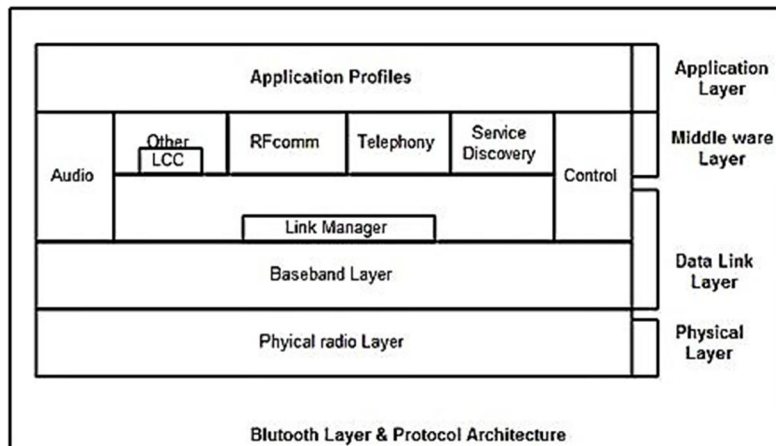 Application Profiles
Application
Layer
Audio
Other
LCC
RFcomm
Telephony
Service
Discovery
Control
Middle ware
Layer
Link Manager
Baseband Layer
Data Link
Layer
Phyical radio Layer
Physical
Layer
Blutooth Layer & Protocol Architecture